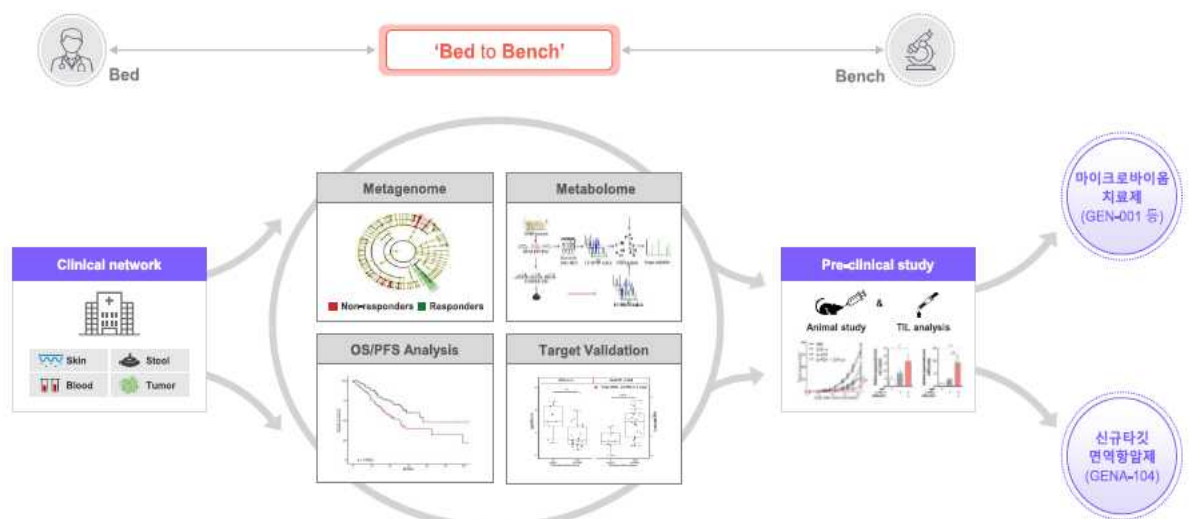 'Bed to Bench'
Bed
Bench
Metagenome
Metabolome
마이크로바이옴
치료제
(GEN-001 등)
Clinical network
Pre-clinical study
Non-responders
Responders
&
Animal study
TIL analysis
Skin
Stool
Blood
Tumor
OS/PFS Analysis
Target Validation
신규타깃
면역항암제
(GENA-104)